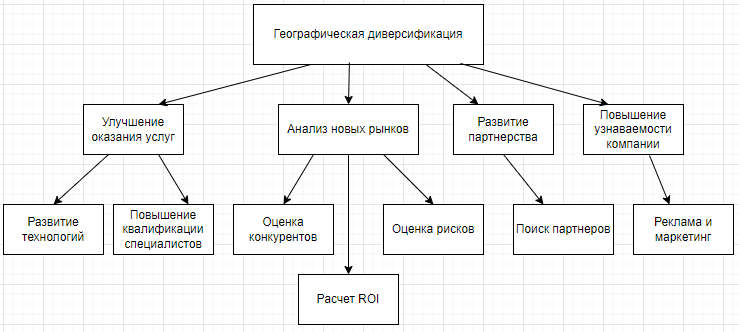 Географическая диверсификация
Улучшение
оказания услуг
Анализ новых рынков
Развитие
партнерства
Повышение
узнаваемости
компании
Развитие
технологий
Повышение
квалификации
специалистов
Оценка
конкурентов
Оценка рисков
Поиск партнеров
Реклама и
маркетинг
Расчет ROI